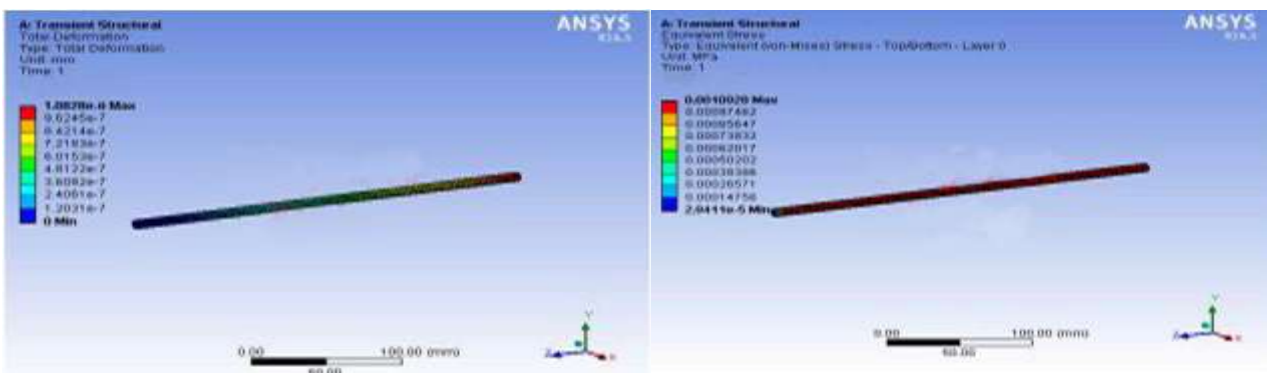 A: Transient Structural
Total Deformation
Type: Total Deformation
Unit: mm
Time: 1
ANSYS
1.0828e-6 Max
9.6245e-7
8.4214e-7
7.2183e-7
6.0153e-7
4.8122e-7
3.6092e-7
2.4061e-7
1.2031e-7
0 Min
0.00
100.00 (mm)
50.00
Y
Z
X
A: Transient Structural
Equivalent Stress
Type: Equivalent (von-Mises) Stress - Top/Bottom - Layer 0
Unit: MPa
Time: 1
ANSYS
Max
0.00087462
0.00073832
0.00062017
0.00050202
0.00026571
0.00014756
2.9411e-5 Min
0.00
100.00 (mm)
50.00
Y
Z
X